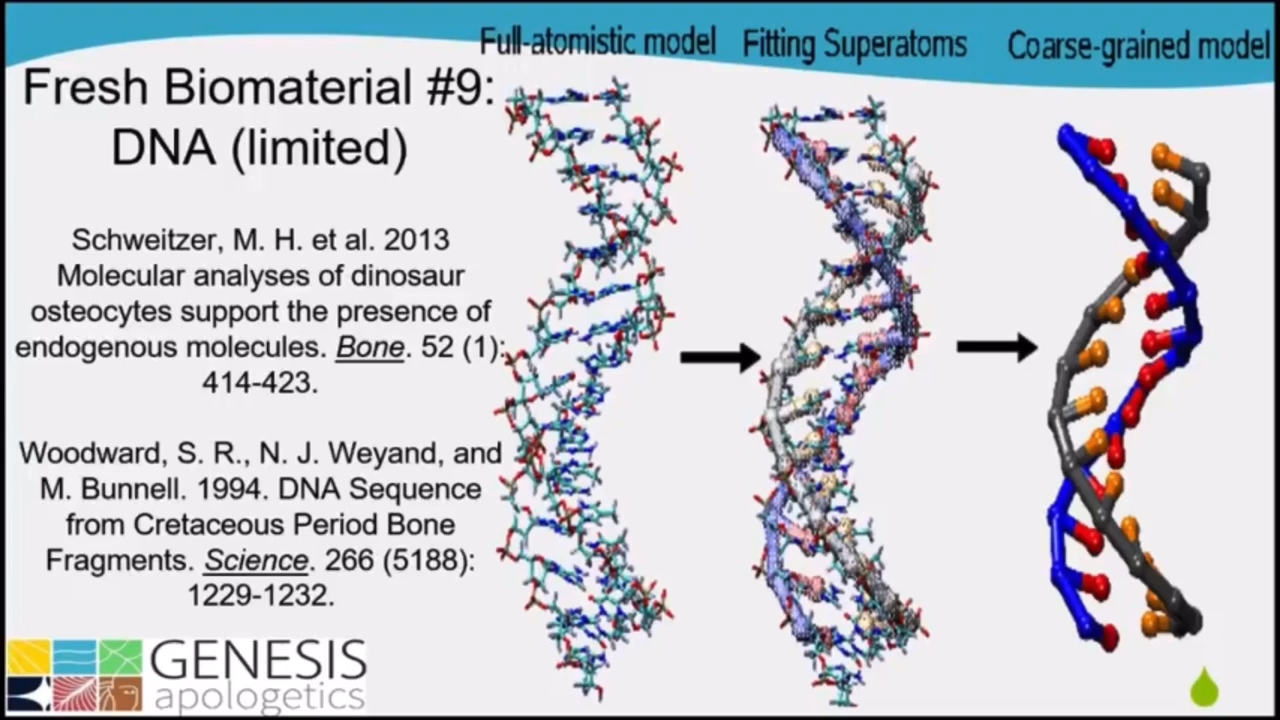 Full-atomistic model
Fitting Superatoms
Coarse-grained model
Fresh Biomaterial #9:
DNA (limited)
Schweitzer, M. H. et al. 2013
Molecular analyses of dinosaur
osteocytes support the presence of
endogenous molecules. Bone. 52 (1):
414-423.
Woodward, S. R., N. J. Weyand, and
M. Bunnell. 1994. DNA Sequence
from Cretaceous Period Bone
Fragments. Science. 266 (5188):
1229-1232.
GENESIS
apologetics